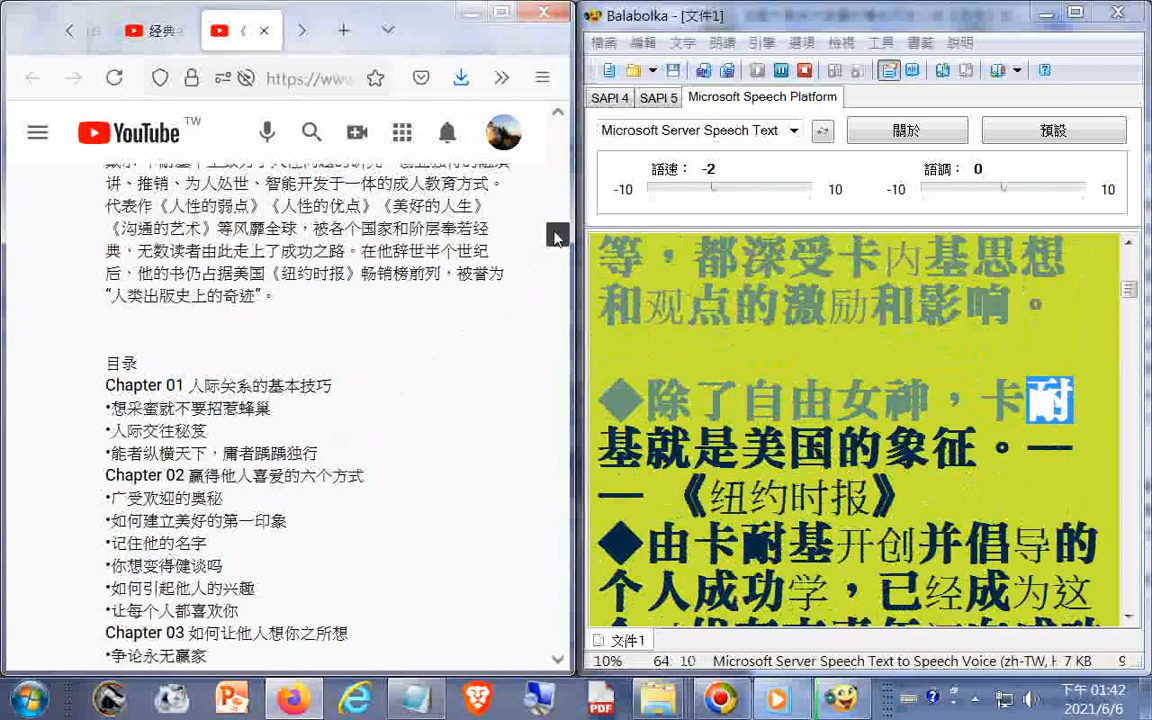 经典
https://www
YouTube TW
讲、推销、为人处世、智能开发于一体的成人教育方式。
代表作《人性的弱点》《人性的优点》《美好的人生》
《沟通的艺术》等风靡全球，被各个国家和阶层奉若经
典，无数读者由此走上了成功之路。在他辞世半个世纪
后，他的书仍占据美国《纽约时报》畅销榜前列，被誉为
“人类出版史上的奇迹”。
目录
Chapter 01 人际关系的基本技巧
•想采蜜就不要招惹蜂巢
•人际交往秘笈
•能者纵横天下，庸者踽踽独行
Chapter 02 赢得他人喜爱的六个方式
•广受欢迎的奥秘
•如何建立美好的第一印象
•记住他的名字
•你想变得健谈吗
•如何引起他人的兴趣
•让每个人都喜欢你
Chapter 03 如何让他人想你之所想
•争论永无赢家
Balabolka - [文件1]
檔案 編輯 文字 朗讀 引擎 選項 檢視 工具 書籤 說明
SAPI 4 SAPI 5 Microsoft Speech Platform
Microsoft Server Speech Text 關於 預設
語速： -2 語調： 0
-10 10 -10 10
等，都深受卡内基思想
和观点的激励和影响。
◆除了自由女神，卡耐
基就是美国的象征。—
— 《纽约时报》
◆由卡耐基开创并倡导的
个人成功学，已经成为这
文件1
10% 64: 10 Microsoft Server Speech Text to Speech Voice (zh-TW, H 7 KB 9
PDF
下午 01:42
2021/6/6